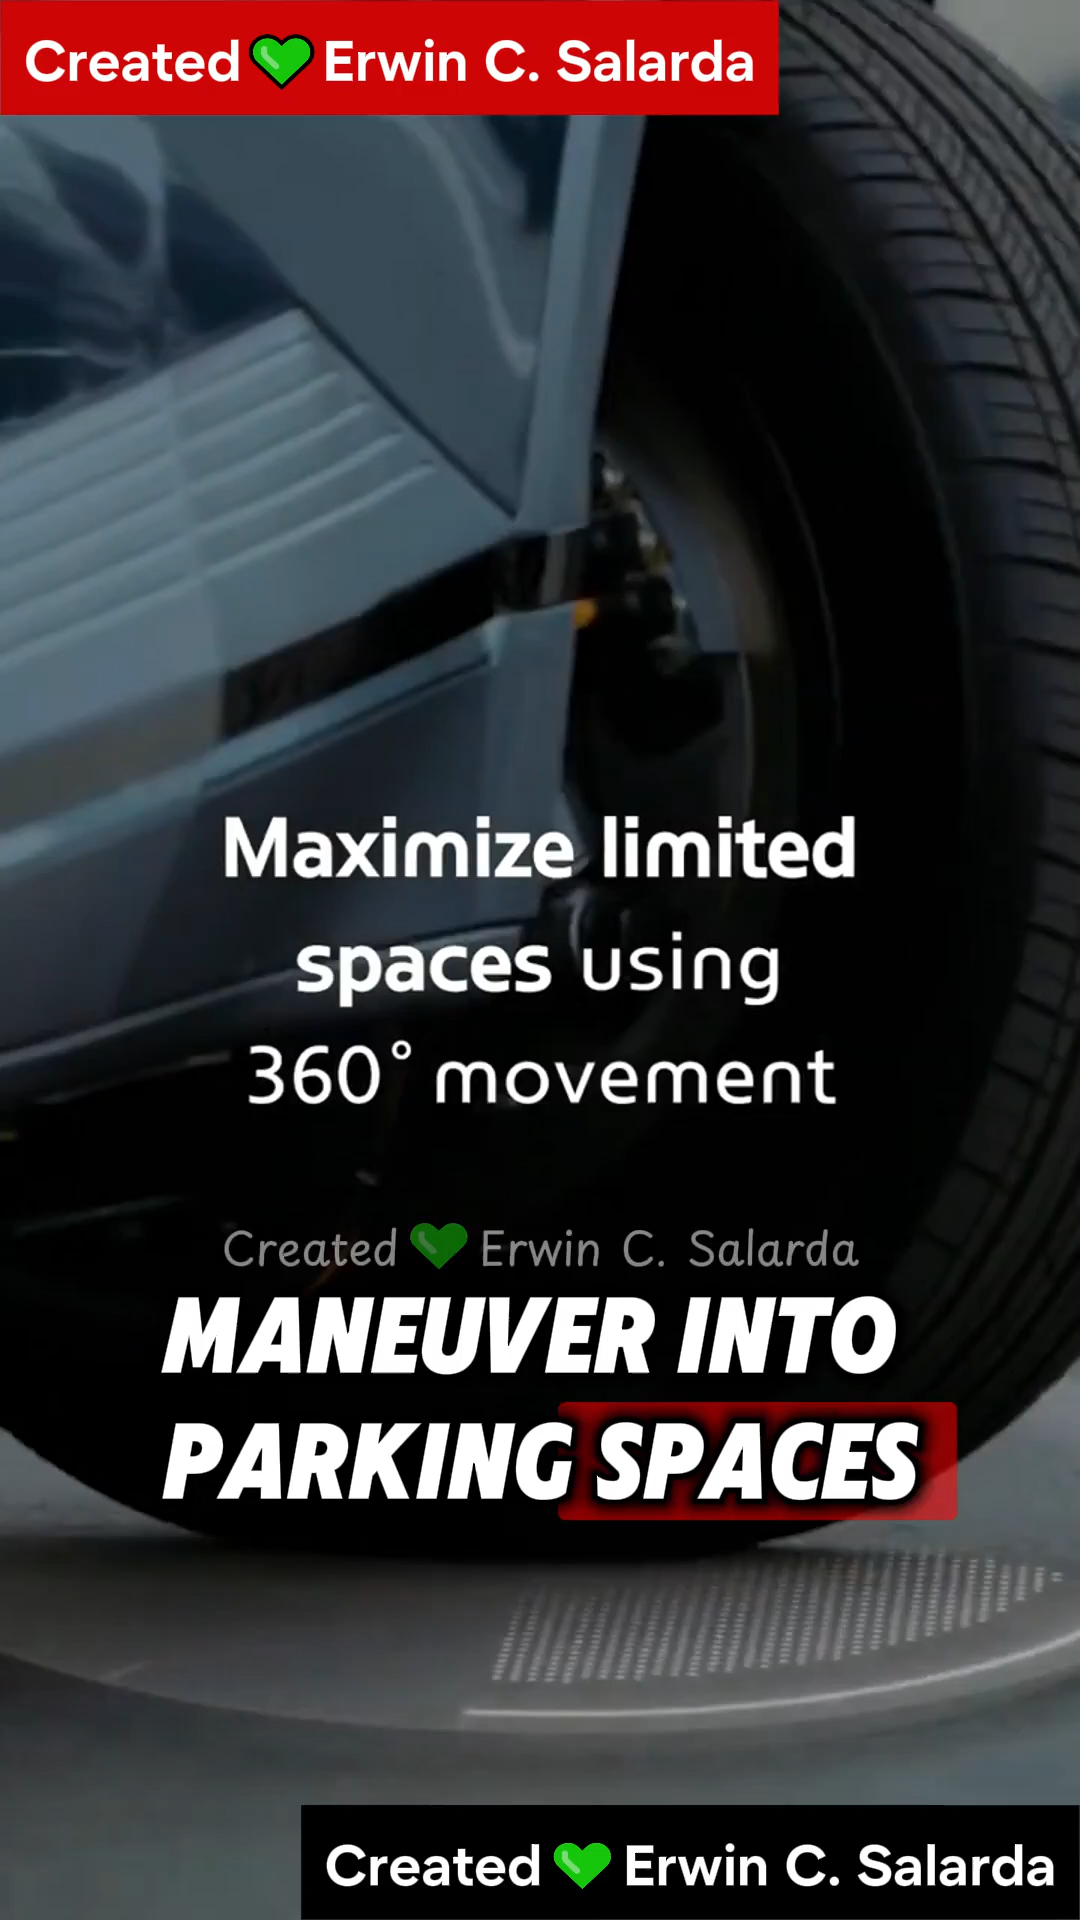 Created💚Erwin C. Salarda
Maximize limited
spaces using
360° movement
Created💚Erwin C. Salarda
MANEUVER INTO
PARKING SPACES
Created💚Erwin C. Salarda